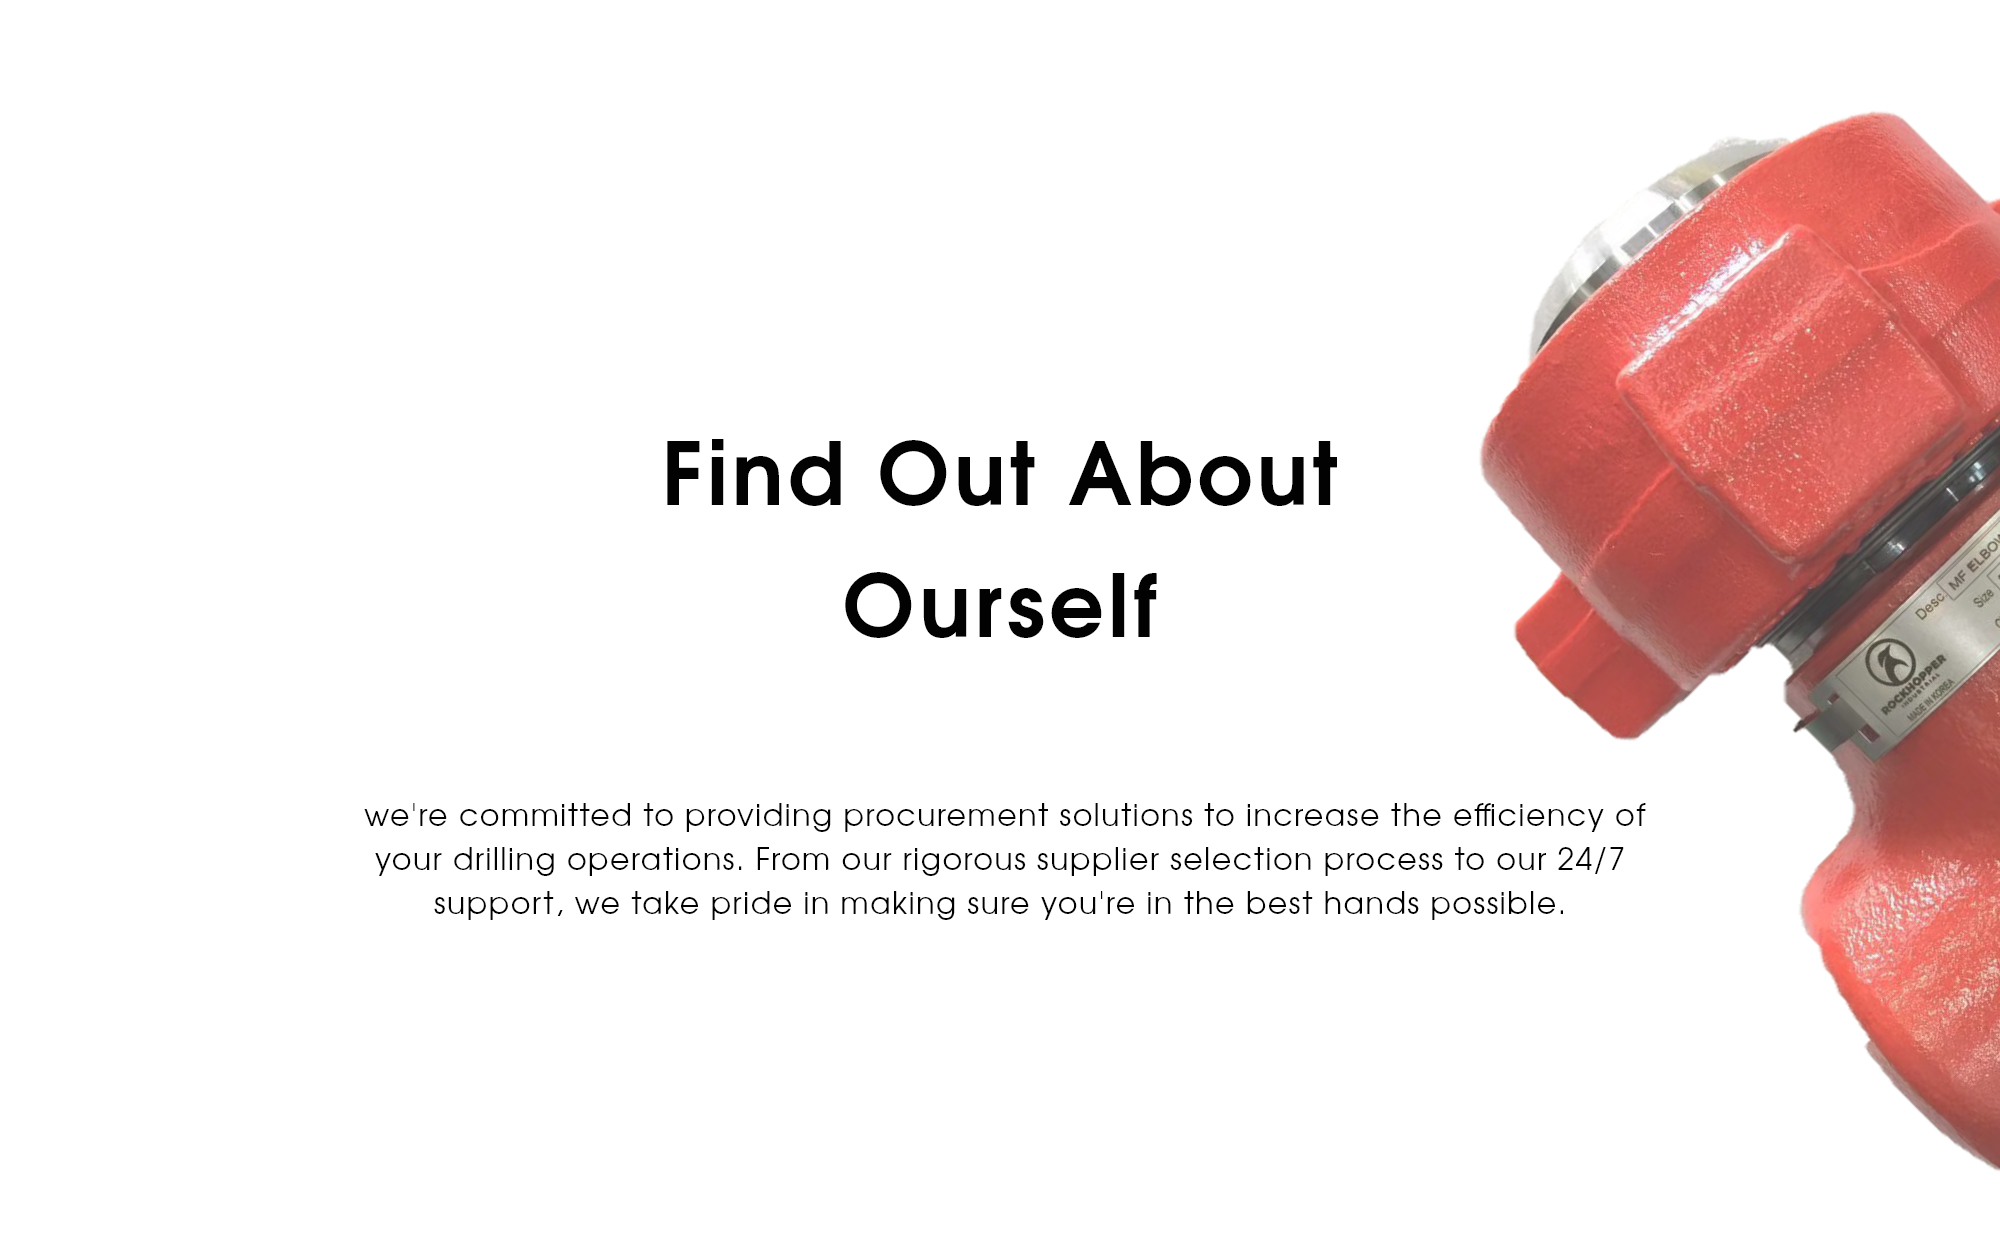 Find Out About
Ourself
we're committed to providing procurement solutions to increase the efficiency of
your drilling operations. From our rigorous supplier selection process to our 24/7
support, we take pride in making sure you're in the best hands possible.
Desc MF ELBOW
Size
ROCKHOPPER
INDUSTRIAL
MADE IN KOREA